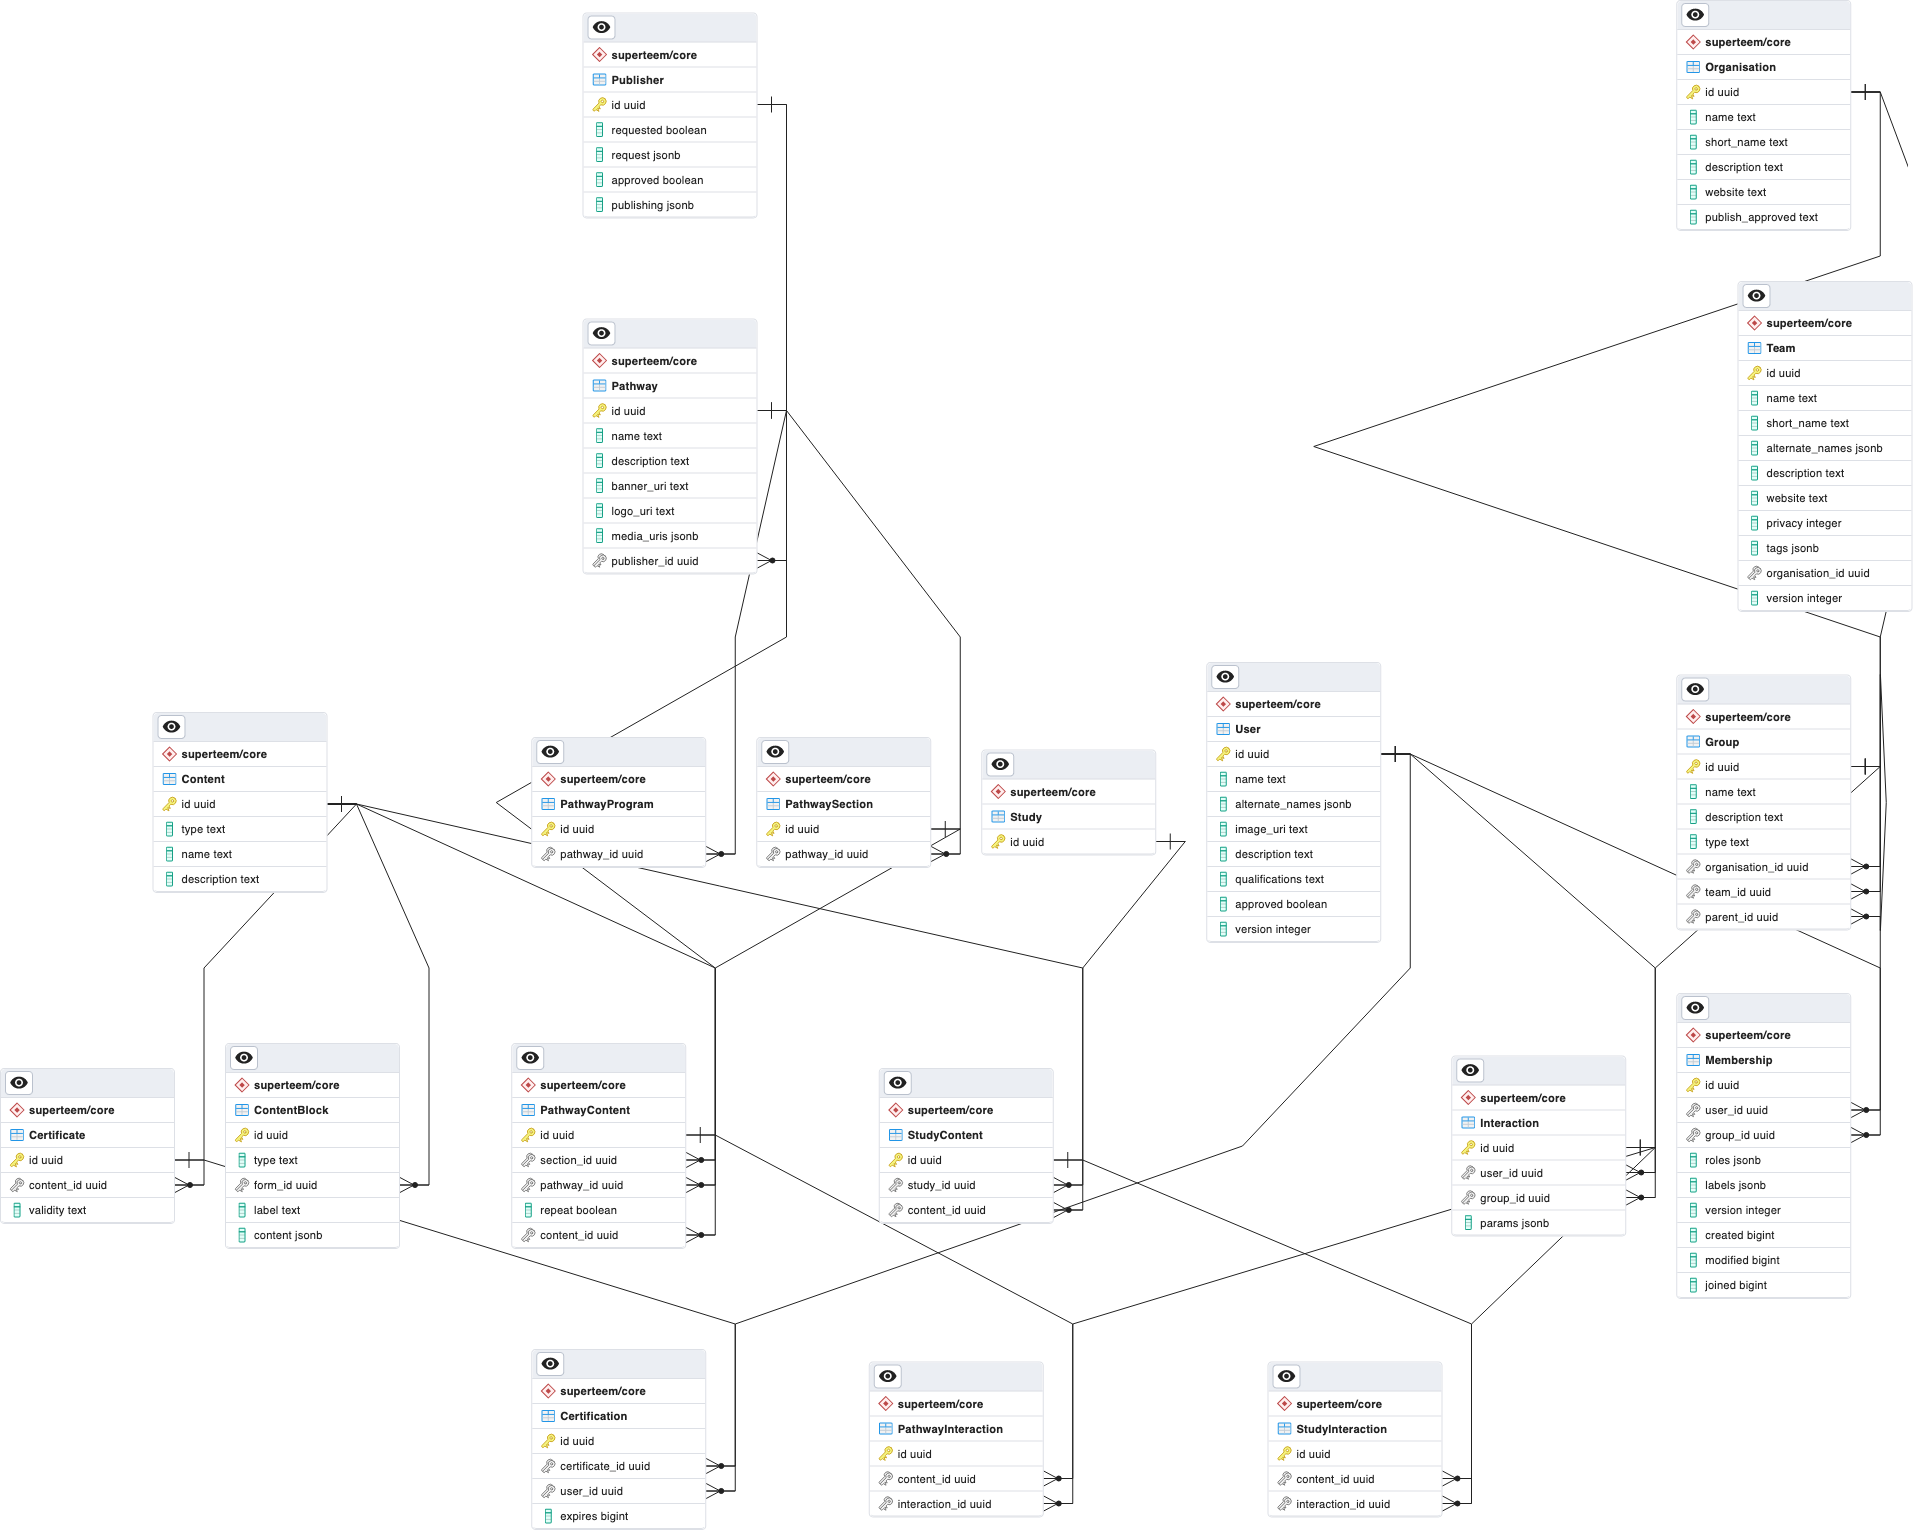 superteem/core
Publisher
id uuid
requested boolean
request jsonb
approved boolean
publishing jsonb
superteem/core
Organisation
id uuid
name text
short_name text
description text
website text
publish_approved text
superteem/core
Pathway
id uuid
name text
description text
banner_uri text
logo_uri text
media_uris jsonb
publisher_id uuid
superteem/core
Team
id uuid
name text
short_name text
alternate_names jsonb
description text
website text
privacy integer
tags jsonb
organisation_id uuid
version integer
superteem/core
Content
id uuid
type text
name text
description text
superteem/core
PathwayProgram
id uuid
pathway_id uuid
superteem/core
PathwaySection
id uuid
pathway_id uuid
superteem/core
Study
id uuid
superteem/core
User
id uuid
name text
alternate_names jsonb
image_uri text
description text
qualifications text
approved boolean
version integer
superteem/core
Group
id uuid
name text
description text
type text
organisation_id uuid
team_id uuid
parent_id uuid
superteem/core
Certificate
id uuid
content_id uuid
validity text
superteem/core
ContentBlock
id uuid
type text
form_id uuid
label text
content jsonb
superteem/core
PathwayContent
id uuid
section_id uuid
pathway_id uuid
repeat boolean
content_id uuid
superteem/core
StudyContent
id uuid
study_id uuid
content_id uuid
superteem/core
Interaction
id uuid
user_id uuid
group_id uuid
params jsonb
superteem/core
Membership
id uuid
user_id uuid
group_id uuid
roles jsonb
labels jsonb
version integer
created bigint
modified bigint
joined bigint
superteem/core
Certification
id uuid
certificate_id uuid
user_id uuid
expires bigint
superteem/core
PathwayInteraction
id uuid
content_id uuid
interaction_id uuid
superteem/core
StudyInteraction
id uuid
content_id uuid
interaction_id uuid